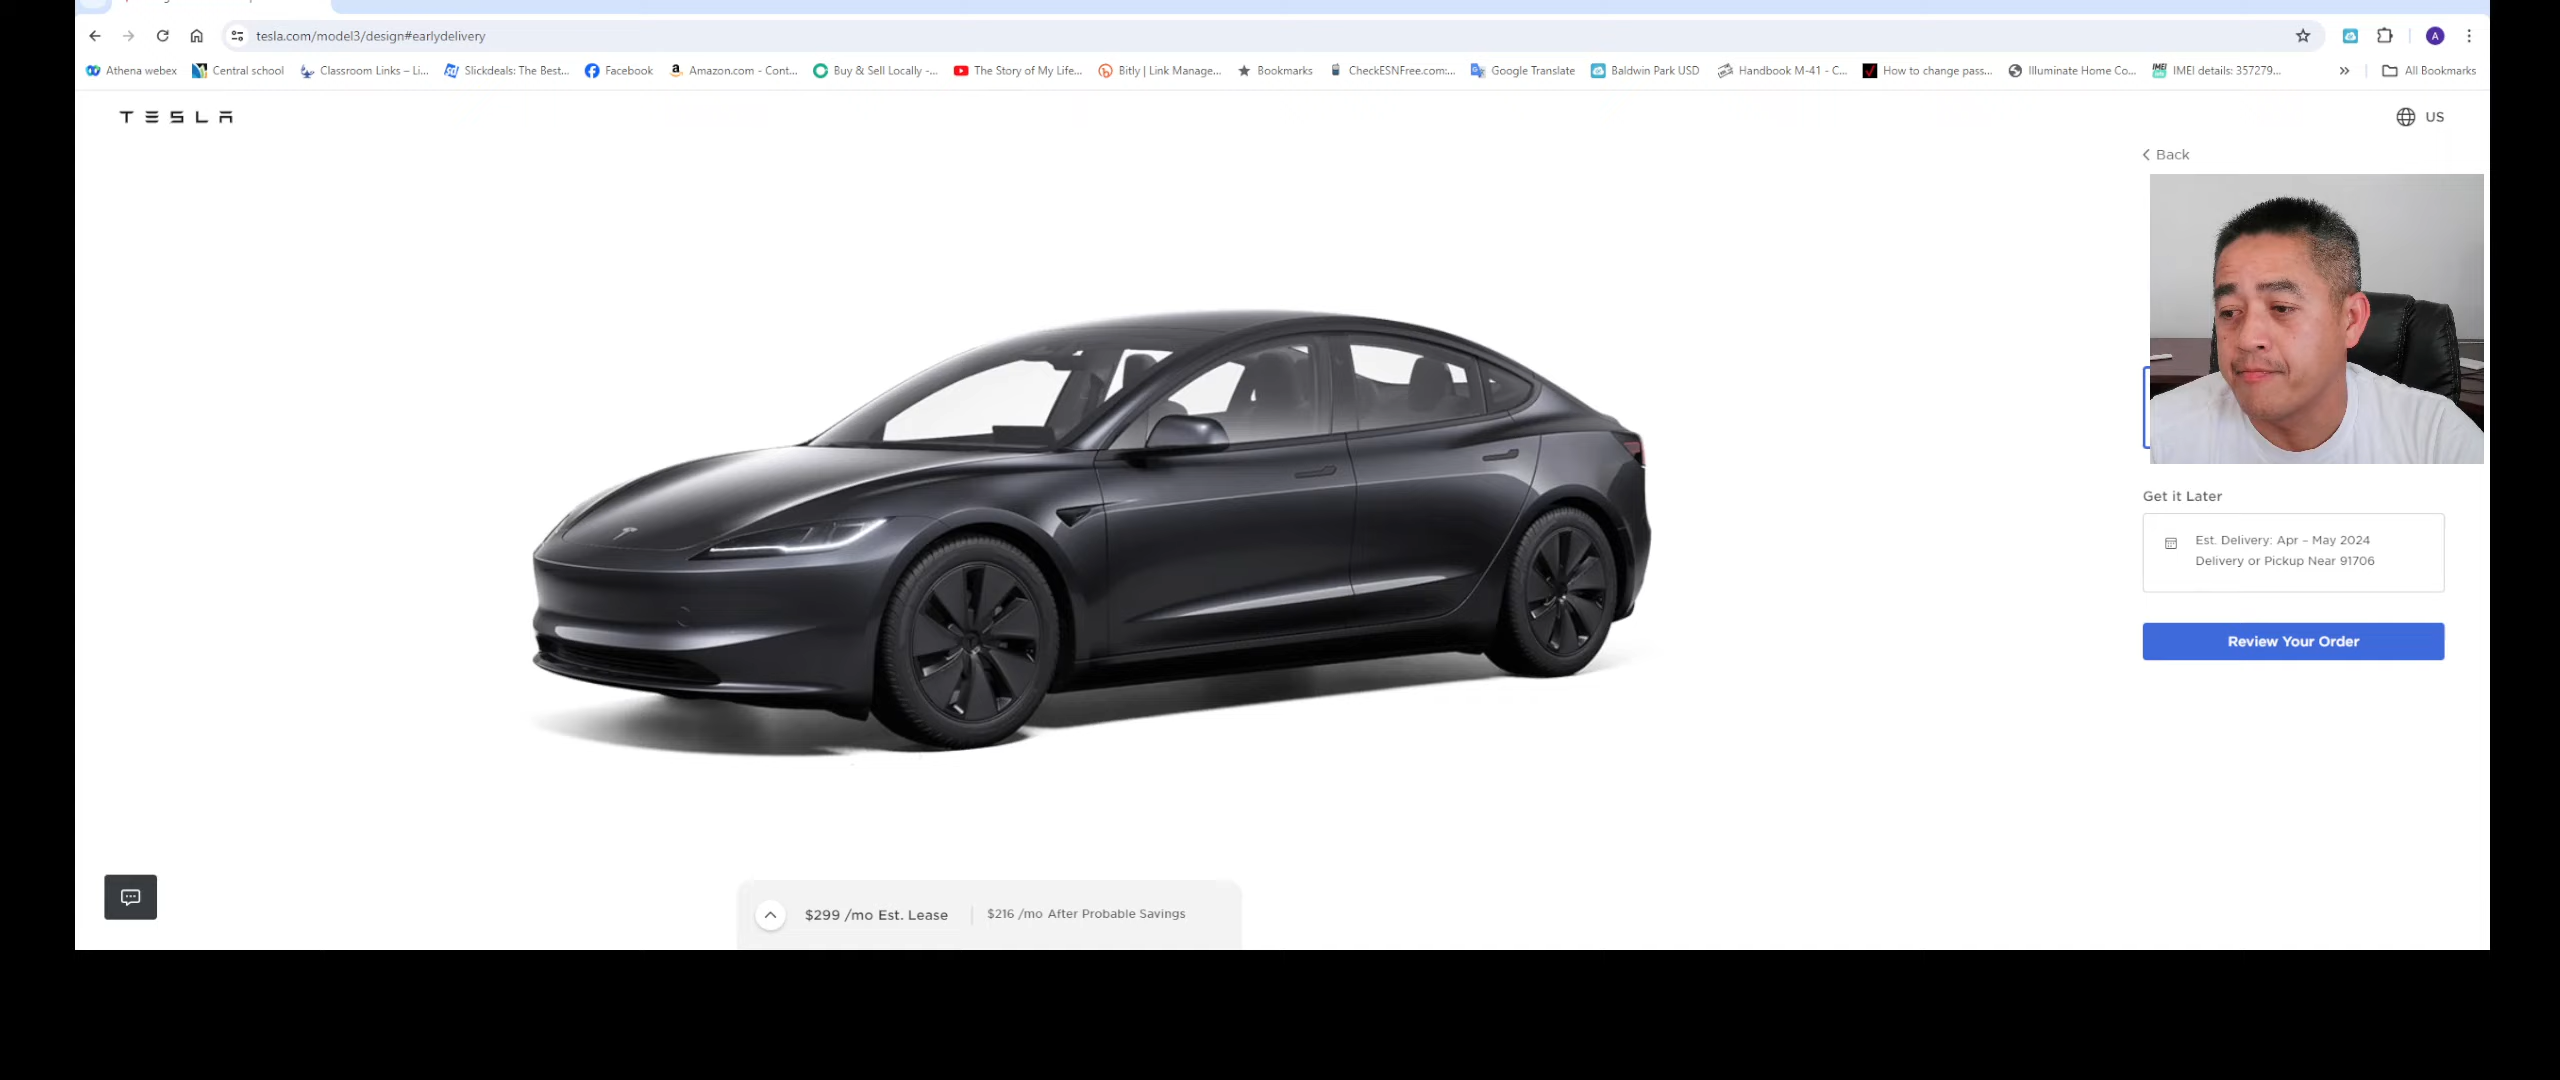 tesla.com/model3/design#earlydelivery
Athena webex
Central school
Classroom Links – Li...
Slickdeals: The Best...
Facebook
Amazon.com - Cont...
Buy & Sell Locally -...
The Story of My Life...
Bitly | Link Manage...
Bookmarks
CheckESNFree.com:...
Google Translate
Baldwin Park USD
Handbook M-41 - C...
How to change pass...
Illuminate Home Co...
IMEI details: 357279...
All Bookmarks
TESLA
US
Back
Get it Later
Est. Delivery: Apr – May 2024
Delivery or Pickup Near 91706
Review Your Order
$299 /mo Est. Lease
$216 /mo After Probable Savings